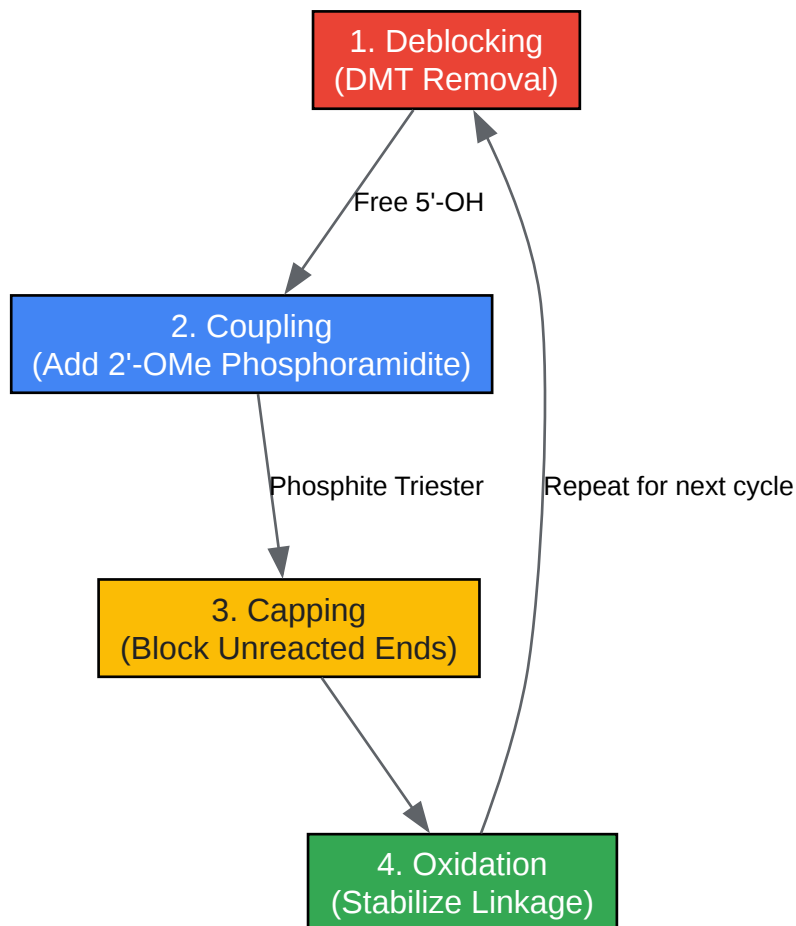 1. Deblocking
(DMT Removal)
Free 5'-OH
2. Coupling
(Add 2'-OMe Phosphoramidite)
Phosphite Triester
Repeat for next cycle
3. Capping
(Block Unreacted Ends)
4. Oxidation
(Stabilize Linkage)